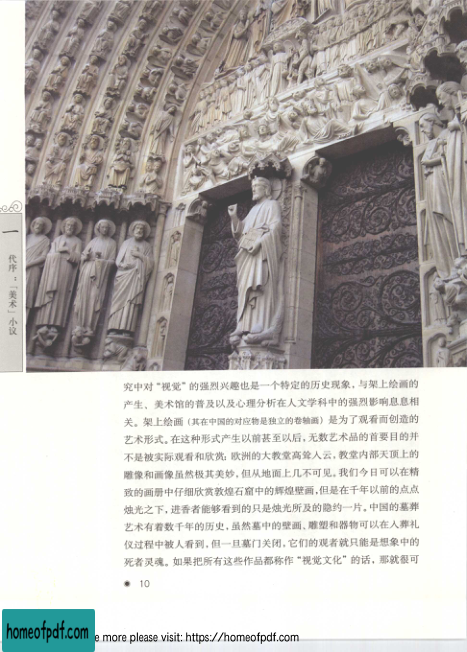 一
代序：「美术」小议
究中对“视觉”的强烈兴趣也是一个特定的历史现象，与架上绘画的
产生、美术馆的普及以及心理分析在人文学科中的强烈影响息息相
关。架上绘画（其在中国的对应物是独立的卷轴画）是为了观看而创造的
艺术形式。在这种形式产生以前甚至以后，无数艺术品的首要目的并
不是被实际观看和欣赏：欧洲的大教堂高耸入云，教堂内部天顶上的
雕像和画像虽然极其美妙，但从地面上几不可见。我们今日可以在精
致的画册中仔细欣赏敦煌石窟中的辉煌壁画，但是在千年以前的点点
烛光之下，进香者能够看到的只是烛光所及的隐约一片。中国的墓葬
艺术有着数千年的历史，虽然墓中的壁画、雕塑和器物可以在入葬礼
仪过程中被人看到，但一旦墓门关闭，它们的观者就只能是想象中的
死者灵魂。如果把所有这些作品都称作“视觉文化”的话，那就很可
10
homeofpdf.com
e more please visit: https://homeofpdf.com